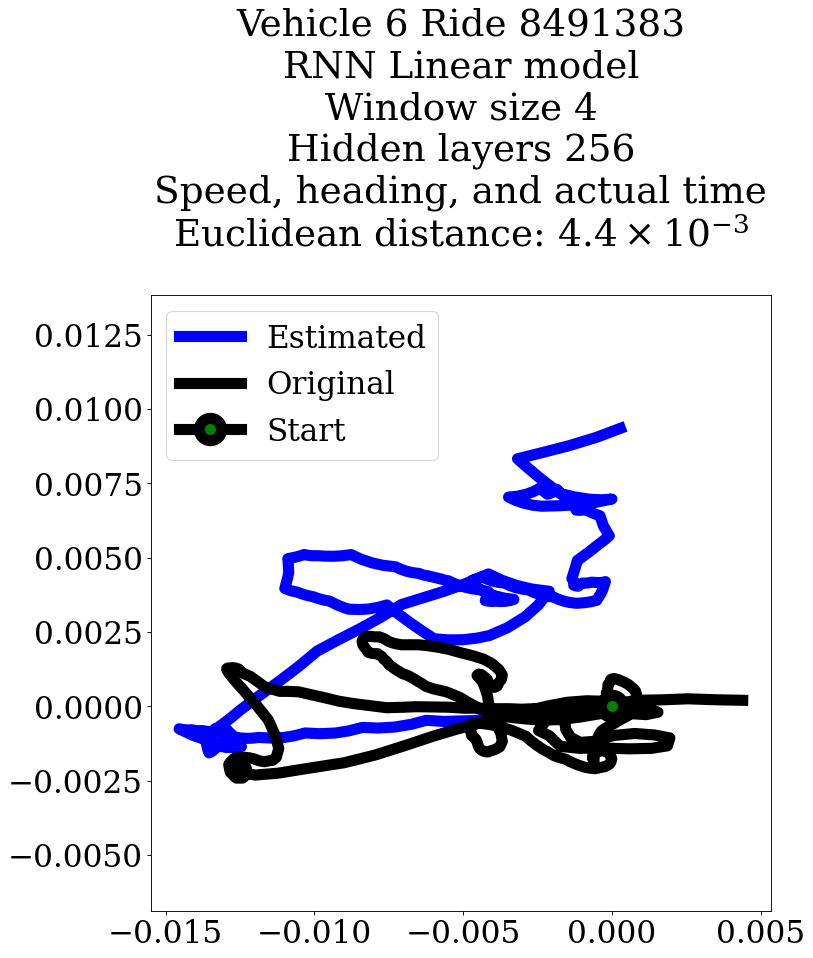 Vehicle 6 Ride 8491383
RNN Linear model
Window size 4
Hidden layers 256
Speed, heading, and actual time
Euclidean distance: 4.4 × 10⁻³
Estimated
Original
Start
0.0125
0.0100
0.0075
0.0050
0.0025
0.0000
−0.0025
−0.0050
−0.015 −0.010 −0.005 0.000 0.005